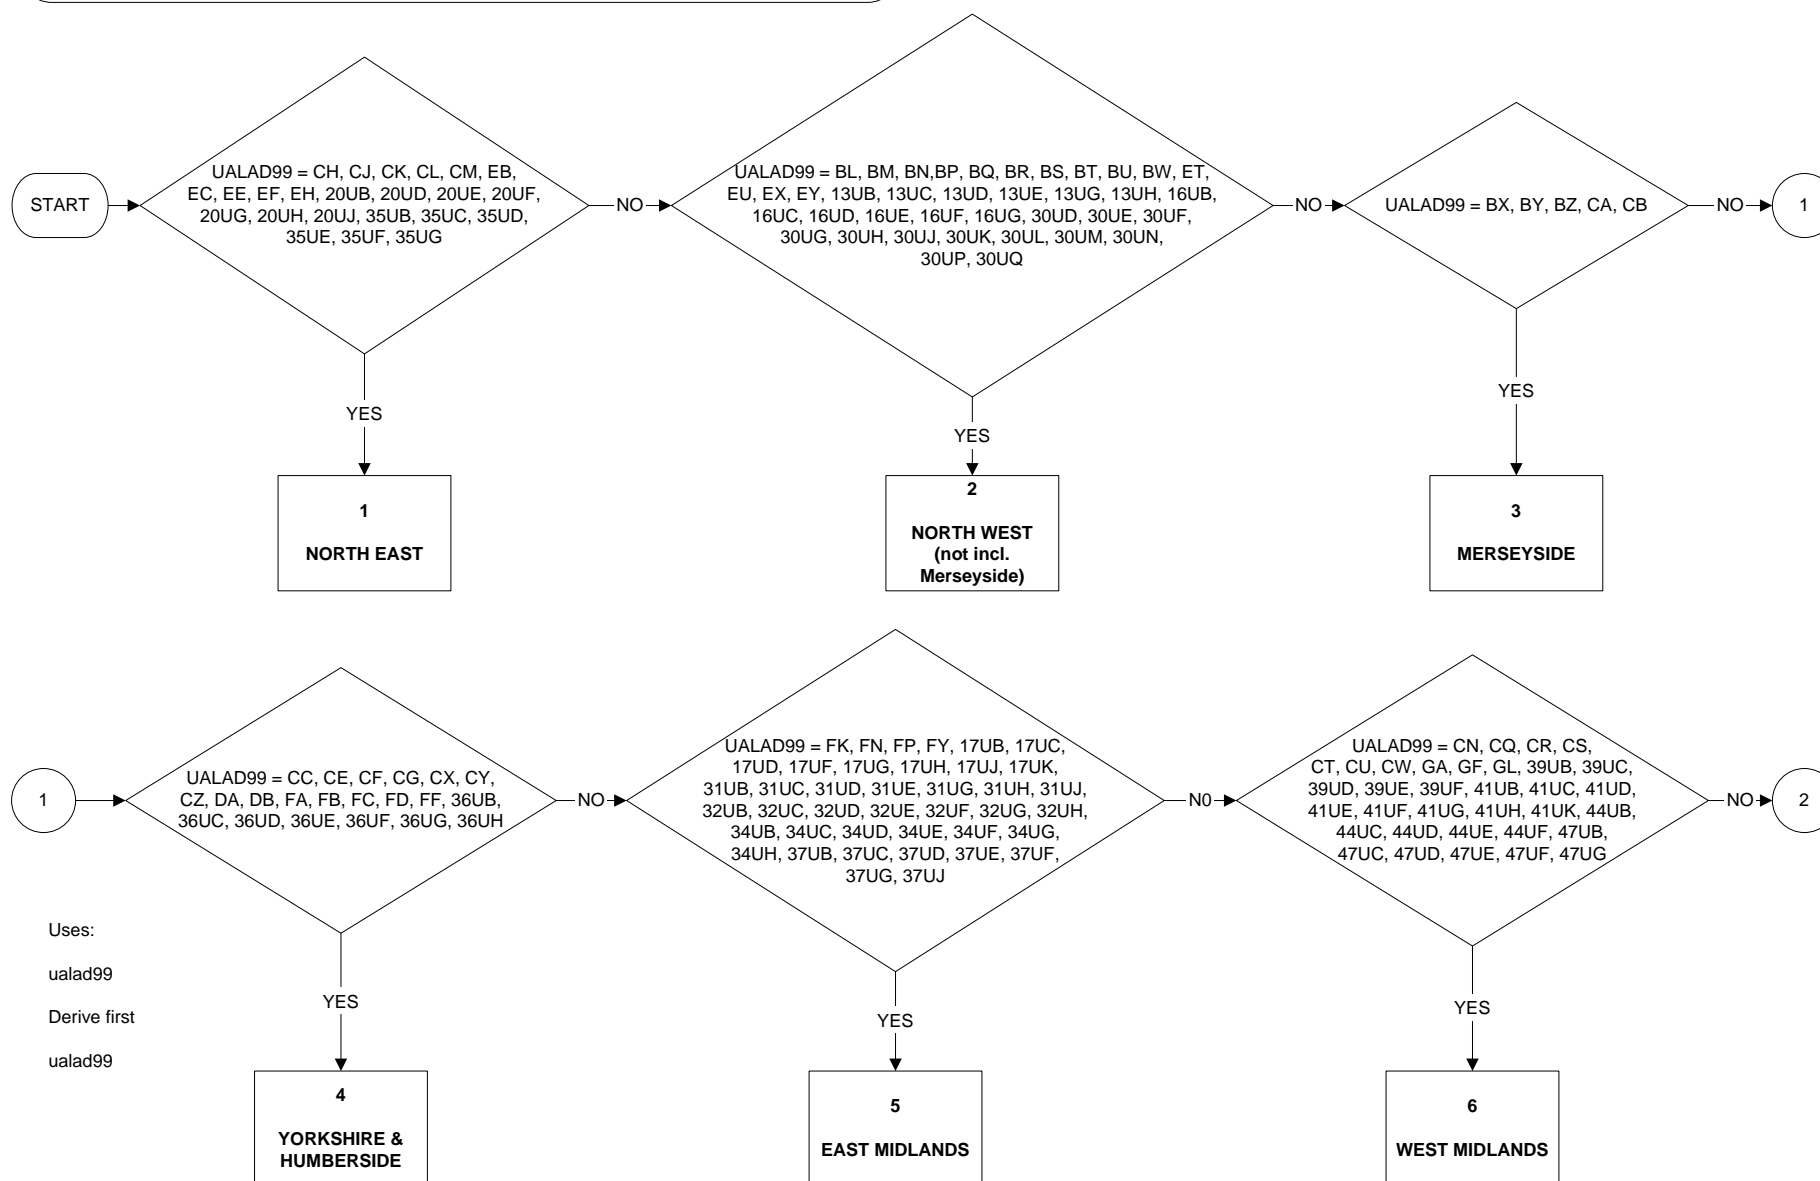 START
UALAD99 = CH, CJ, CK, CL, CM, EB,
EC, EE, EF, EH, 20UB, 20UD, 20UE, 20UF,
20UG, 20UH, 20UJ, 35UB, 35UC, 35UD,
35UE, 35UF, 35UG
NO
UALAD99 = BL, BM, BN,BP, BQ, BR, BS, BT, BU, BW, ET,
EU, EX, EY, 13UB, 13UC, 13UD, 13UE, 13UG, 13UH, 16UB,
16UC, 16UD, 16UE, 16UF, 16UG, 30UD, 30UE, 30UF,
30UG, 30UH, 30UJ, 30UK, 30UL, 30UM, 30UN,
30UP, 30UQ
NO
UALAD99 = BX, BY, BZ, CA, CB
NO
1
YES
YES
YES
1
NORTH EAST
2
NORTH WEST
(not incl.
Merseyside)
3
MERSEYSIDE
1
UALAD99 = CC, CE, CF, CG, CX, CY,
CZ, DA, DB, FA, FB, FC, FD, FF, 36UB,
36UC, 36UD, 36UE, 36UF, 36UG, 36UH
NO
UALAD99 = FK, FN, FP, FY, 17UB, 17UC,
17UD, 17UF, 17UG, 17UH, 17UJ, 17UK,
31UB, 31UC, 31UD, 31UE, 31UG, 31UH, 31UJ,
32UB, 32UC, 32UD, 32UE, 32UF, 32UG, 32UH,
34UB, 34UC, 34UD, 34UE, 34UF, 34UG,
34UH, 37UB, 37UC, 37UD, 37UE, 37UF,
37UG, 37UJ
N0
UALAD99 = CN, CQ, CR, CS,
CT, CU, CW, GA, GF, GL, 39UB, 39UC,
39UD, 39UE, 39UF, 41UB, 41UC, 41UD,
41UE, 41UF, 41UG, 41UH, 41UK, 44UB,
44UC, 44UD, 44UE, 44UF, 47UB,
47UC, 47UD, 47UE, 47UF, 47UG
NO
2
Uses:
ualad99
Derive first
ualad99
YES
YES
YES
4
YORKSHIRE &
HUMBERSIDE
5
EAST MIDLANDS
6
WEST MIDLANDS